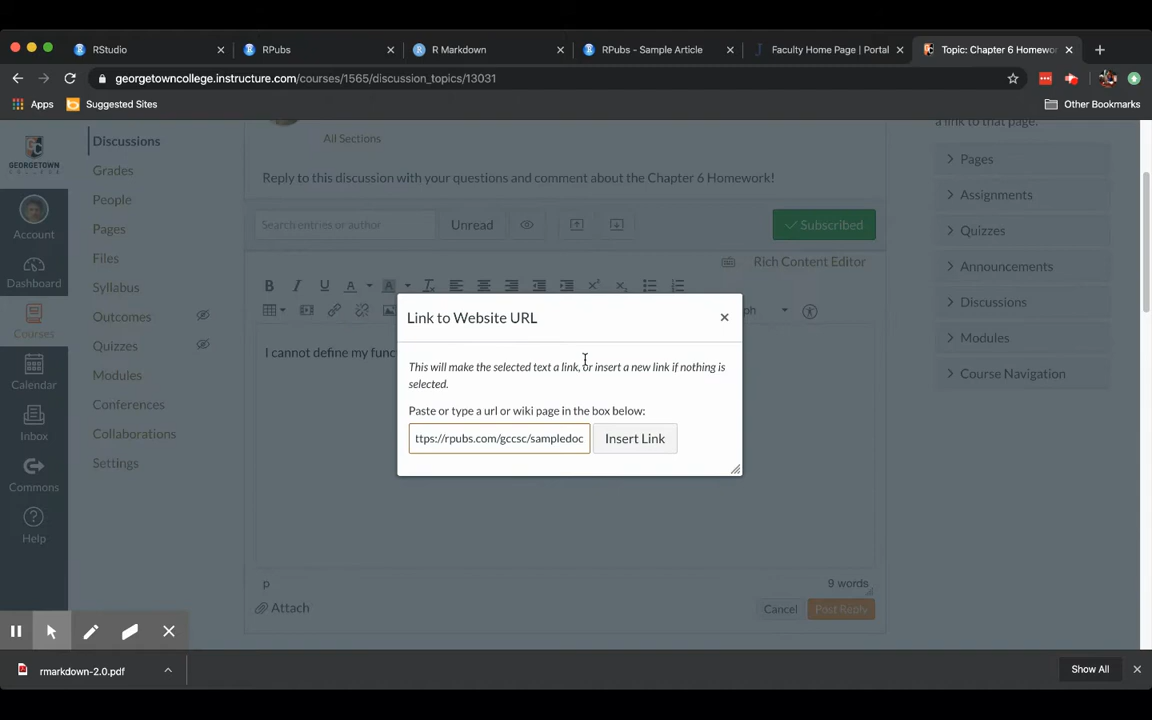 RStudio
RPubs
R Markdown
RPubs - Sample Article
Faculty Home Page | Portal
Topic: Chapter 6 Homewo
georgetowncollege.instructure.com/courses/1565/discussion_topics/13031
Apps
Suggested Sites
Other Bookmarks
GC
GEORGETOWN
COLLEGE
Account
Dashboard
Courses
Calendar
Inbox
Commons
Help
Discussions
Grades
People
Pages
Files
Syllabus
Outcomes
Quizzes
Modules
Conferences
Collaborations
Settings
All Sections
Reply to this discussion with your questions and comment about the Chapter 6 Homework!
Search entries or author
Unread
Subscribed
Rich Content Editor
B I U A A
ph
I cannot define my func
Link to Website URL
This will make the selected text a link, or insert a new link if nothing is
selected.
Paste or type a url or wiki page in the box below:
ttps://rpubs.com/gccsc/sampledoc
Insert Link
p
9 words
Attach
Cancel
Post Reply
a link to that page.
Pages
Assignments
Quizzes
Announcements
Discussions
Modules
Course Navigation
rmarkdown-2.0.pdf
Show All